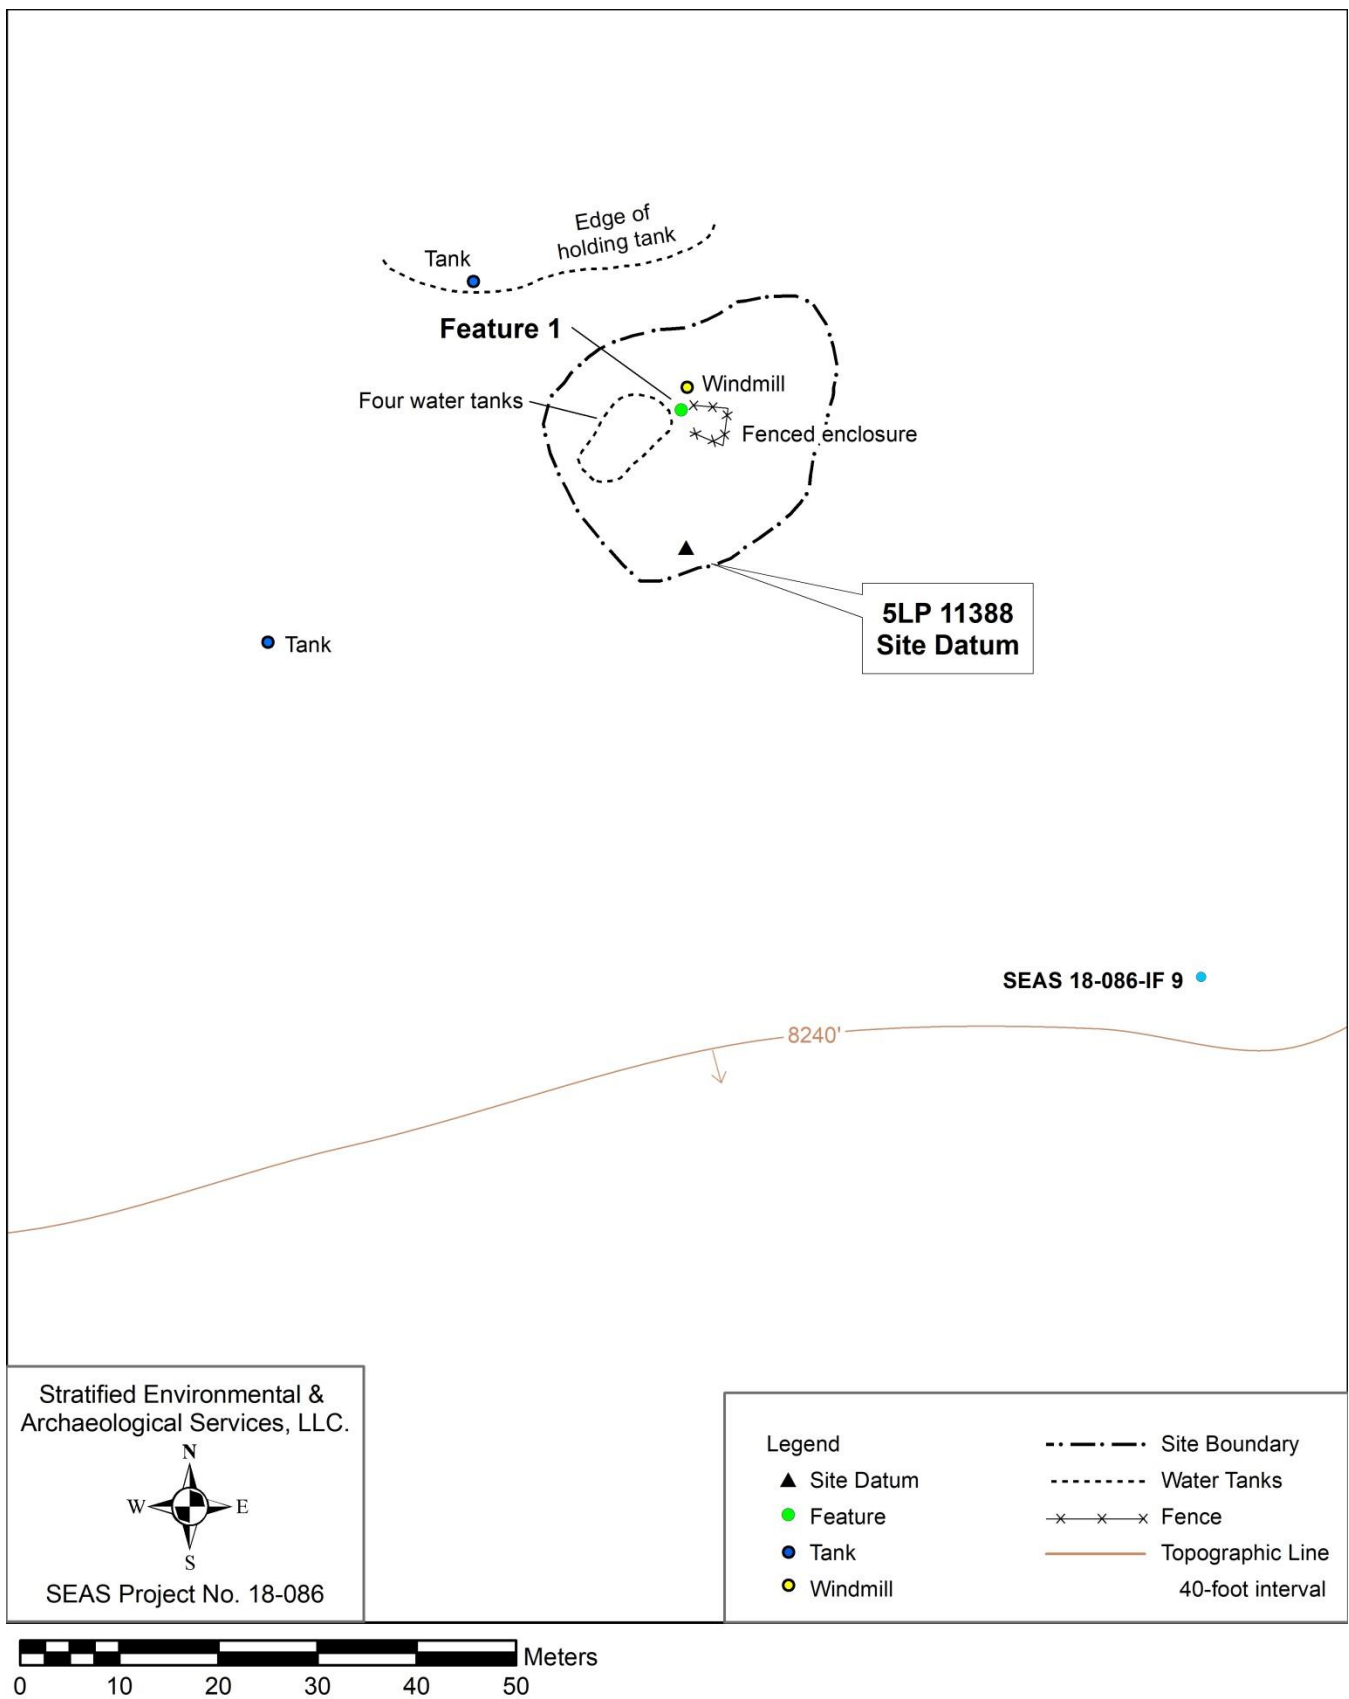 Edge of
holding tank
Tank
Feature 1
Windmill
Four water tanks
Fenced enclosure
5LP 11388
Site Datum
Tank
SEAS 18-086-IF 9
8240'
Stratified Environmental &
Archaeological Services, LLC.
N
W E
S
SEAS Project No. 18-086
Legend
Site Datum
Feature
Tank
Windmill
Site Boundary
Water Tanks
Fence
Topographic Line
40-foot interval
Meters
0 10 20 30 40 50